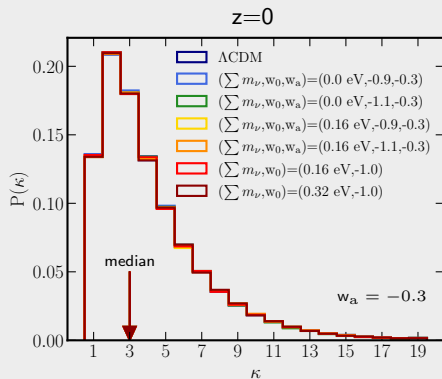 z=0
ΛCDM
(∑ mν,w0,wa)=(0.0 eV,-0.9,-0.3)
(∑ mν,w0,wa)=(0.0 eV,-1.1,-0.3)
(∑ mν,w0,wa)=(0.16 eV,-0.9,-0.3)
(∑ mν,w0,wa)=(0.16 eV,-1.1,-0.3)
(∑ mν,w0)=(0.16 eV,-1.0)
(∑ mν,w0)=(0.32 eV,-1.0)
0.20
0.15
0.10
0.05
0.00
P(κ)
median
wa = −0.3
1 3 5 7 9 11 13 15 17 19
κ